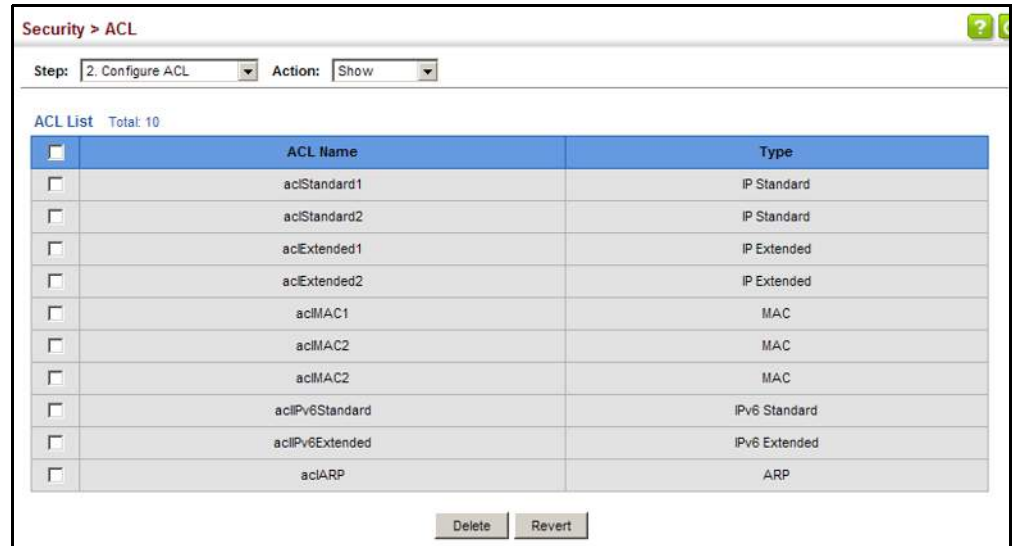 Security > ACL
?
Step: 2. Configure ACL Action: Show
ACL List Total: 10
ACL Name Type
aclStandard1 IP Standard
aclStandard2 IP Standard
aclExtended1 IP Extended
aclExtended2 IP Extended
aclMAC1 MAC
aclMAC2 MAC
aclMAC2 MAC
aclIPv6Standard IPv6 Standard
aclIPv6Extended IPv6 Extended
aclARP ARP
Delete Revert